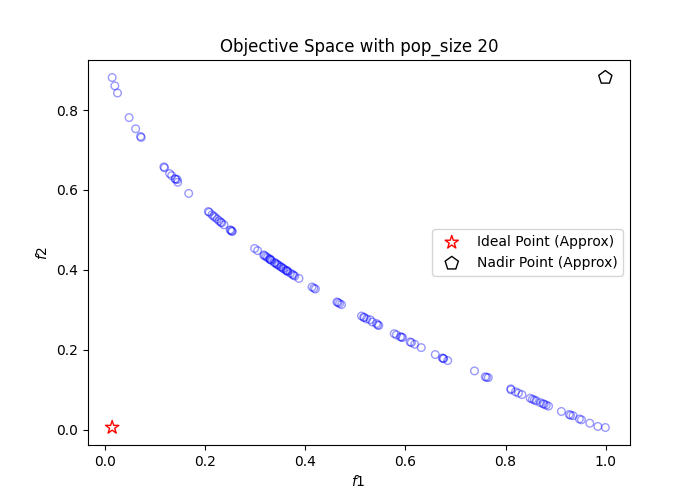 Objective Space with pop_size 20
f2
0.8
0.6
0.4
0.2
0.0
Ideal Point (Approx)
Nadir Point (Approx)
0.0 0.2 0.4 0.6 0.8 1.0
f1